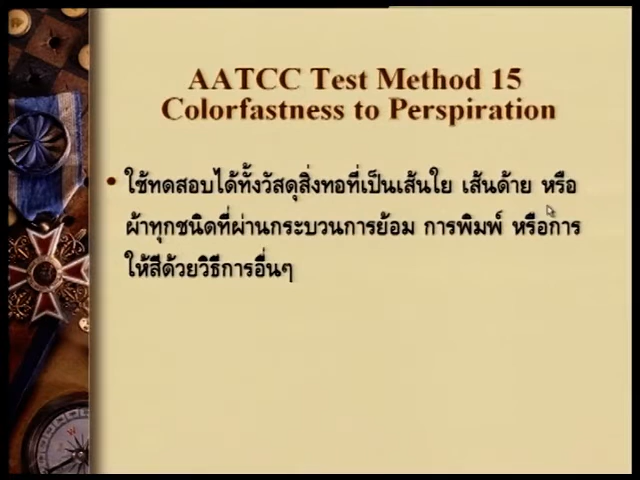 AATCC Test Method 15
Colorfastness to Perspiration
• ใช้ทดสอบได้ทั้งวัสดุสิ่งทอที่เป็นเส้นใย เส้นด้าย หรือ
ผ้าทุกชนิดที่ผ่านกระบวนการย้อม การพิมพ์ หรือการ
ให้สีด้วยวิธีการอื่นๆ